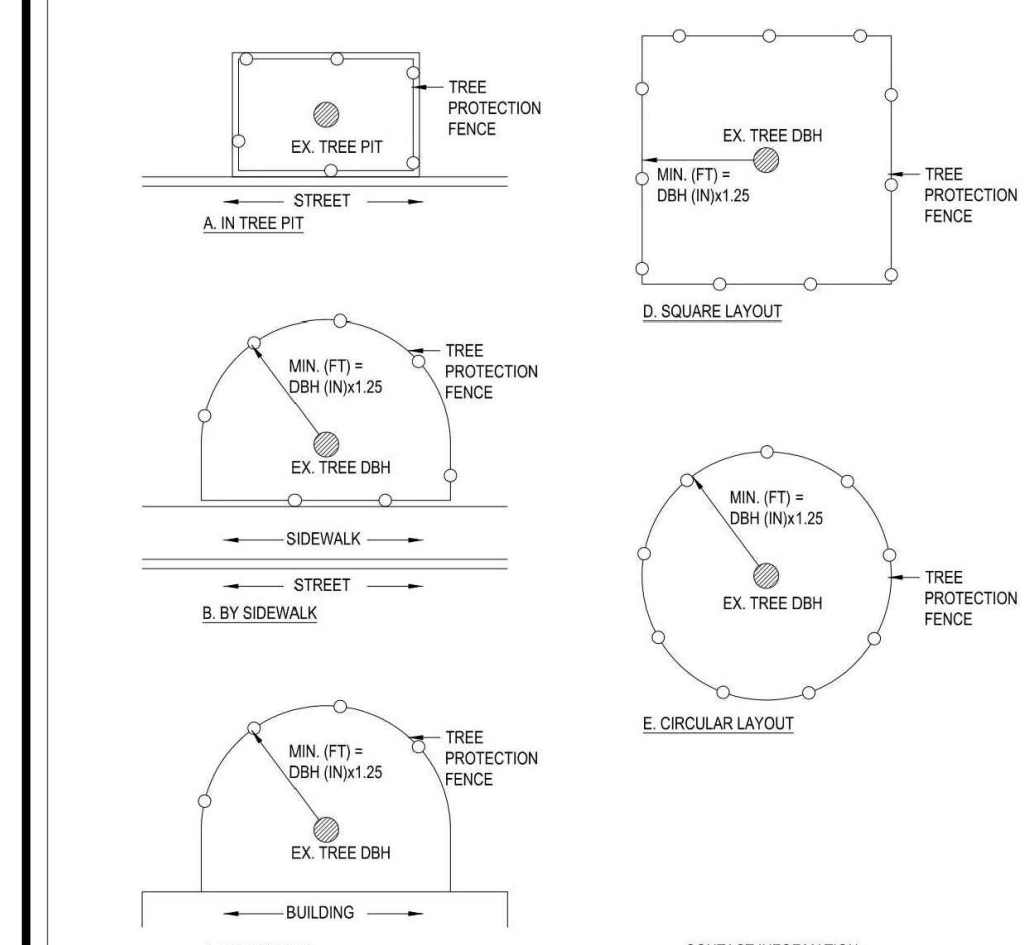 TREE
PROTECTION
FENCE
EX. TREE PIT
STREET
A. IN TREE PIT
MIN. (FT) =
DBH (IN)x1.25
TREE
PROTECTION
FENCE
EX. TREE DBH
SIDEWALK
STREET
B. BY SIDEWALK
MIN. (FT) =
DBH (IN)x1.25
TREE
PROTECTION
FENCE
EX. TREE DBH
BUILDING
EX. TREE DBH
MIN. (FT) =
DBH (IN)x1.25
TREE
PROTECTION
FENCE
D. SQUARE LAYOUT
MIN. (FT) =
DBH (IN)x1.25
EX. TREE DBH
TREE
PROTECTION
FENCE
E. CIRCULAR LAYOUT
CONTACT INFORMATION